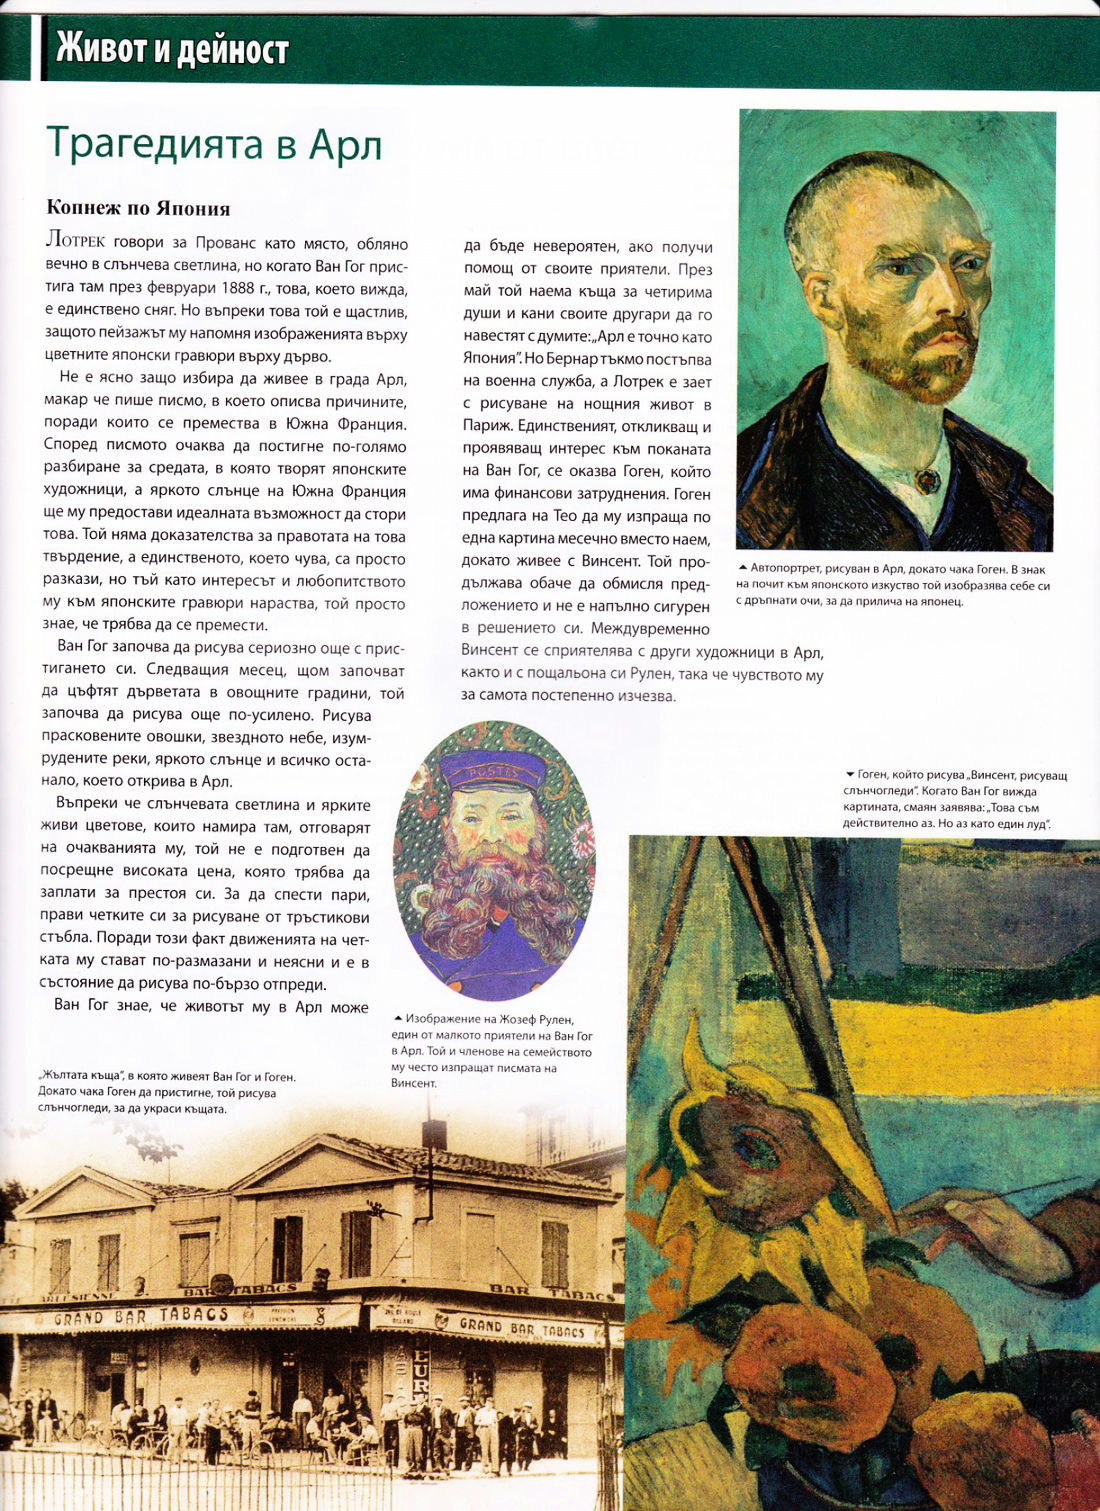 Живот и дейност
Трагедията в Арл
Копнеж по Япония
Лотрек говори за Прованс като място, обляно
вечно в слънчева светлина, но когато Ван Гог прис-
тига там през февруари 1888 г., това, което вижда,
е единствено сняг. Но въпреки това той е щастлив,
защото пейзажът му напомня изображенията върху
цветните японски гравюри върху дърво.
Не е ясно защо избира да живее в града Арл,
макар че пише писмо, в което описва причините,
поради които се премества в Южна Франция.
Според писмото очаква да постигне по-голямо
разбиране за средата, в която творят японските
художници, а яркото слънце на Южна Франция
ще му предостави идеалната възможност да стори
това. Той няма доказателства за правотата на това
твърдение, а единственото, което чува, са просто
разкази, но тъй като интересът и любопитството
му към японските гравюри нараства, той просто
знае, че трябва да се премести.
Ван Гог започва да рисува сериозно още с прис-
тигането си. Следващия месец, щом започват
да цъфтят дърветата в овощните градини, той
започва да рисува още по-усилено. Рисува
прасковените овошки, звездното небе, изум-
рудените реки, яркото слънце и всичко оста-
нало, което открива в Арл.
Въпреки че слънчевата светлина и ярките
живи цветове, които намира там, отговарят
на очакванията му, той не е подготвен да
посрещне високата цена, която трябва да
заплати за престоя си. За да спести пари,
прави четките си за рисуване от тръстикови
стъбла. Поради този факт движенията на чет-
ката му стават по-размазани и неясни и е в
състояние да рисува по-бързо отпреди.
Ван Гог знае, че животът му в Арл може
да бъде невероятен, ако получи
помощ от своите приятели. През
май той наема къща за четирима
души и кани своите другари да го
навестят с думите: „Арл е точно като
Япония". Но Бернар тъкмо постъпва
на военна служба, а Лотрек е зает
с рисуване на нощния живот в
Париж. Единственият, откликващ и
проявяващ интерес към поканата
на Ван Гог, се оказва Гоген, който
има финансови затруднения. Гоген
предлага на Тео да му изпраща по
една картина месечно вместо наем,
докато живее с Винсент. Той про-
дължава обаче да обмисля пред-
ложението и не е напълно сигурен
в решението си. Междувременно
Винсент се сприятелява с други художници в Арл,
както и с пощальона си Рулен, така че чувството му
за самота постепенно изчезва.
Автопортрет, рисуван в Арл, докато чака Гоген. В знак
на почит към японското изкуство той изобразява себе си
с дръпнати очи, за да прилича на японец.
Гоген, който рисува „Винсент, рисуващ
слънчогледи". Когато Ван Гог вижда
картината, смаян заявява: „Това съм
действително аз. Но аз като един луд".
POSTES
Изображение на Жозеф Рулен,
един от малкото приятели на Ван Гог
в Арл. Той и членове на семейството
му често изпращат писмата на
Винсент.
„Жълтата къща", в която живеят Ван Гог и Гоген.
Докато чака Гоген да пристигне, той рисува
слънчогледи, за да украси къщата.
BAR TABACS
BAR TABACS
GRAND BAR TABACS
GRAND BAR TABACS